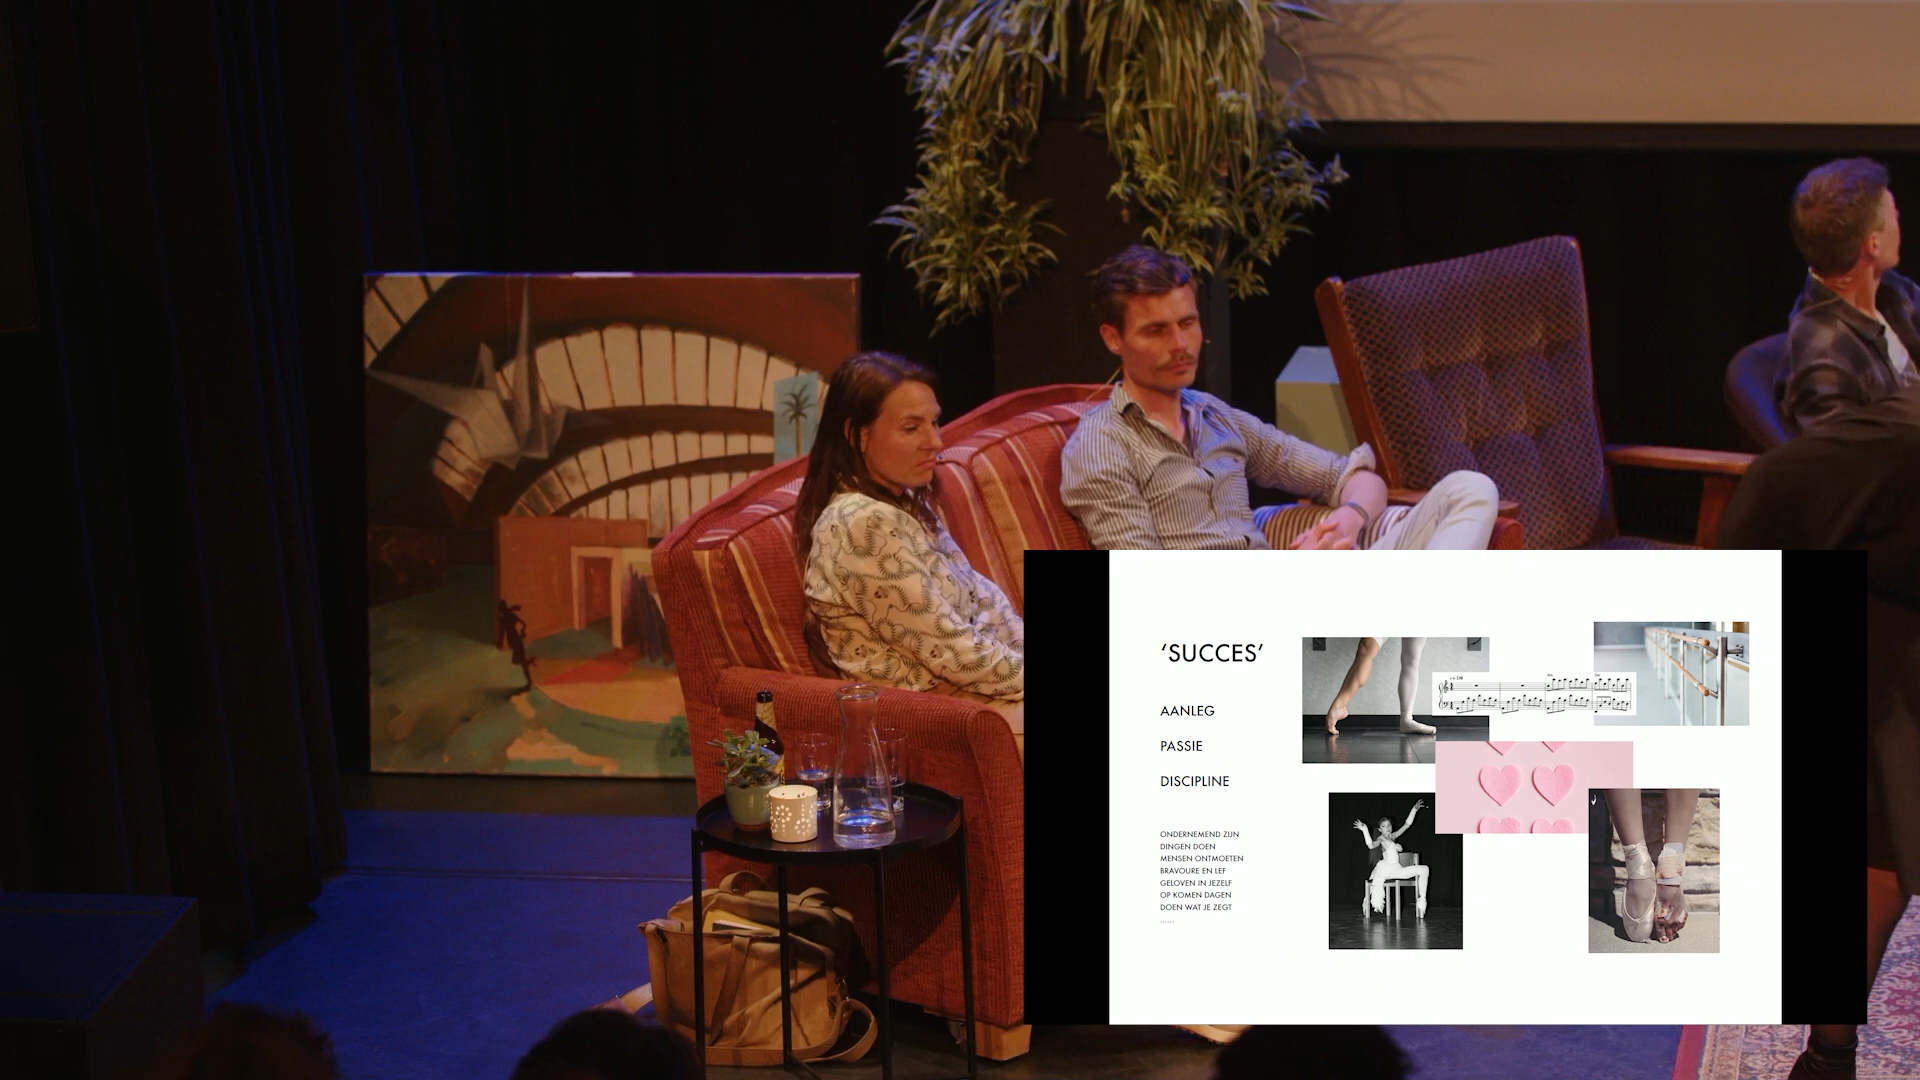 ‘SUCCES’
AANLEG
PASSIE
DISCIPLINE
ONDERNEMEND ZIJN
DINGEN DOEN
MENSEN ONTMOETEN
BRAVOURE EN LEF
GELOVEN IN JEZELF
OP KOMEN DAGEN
DOEN WAT JE ZEGT
......